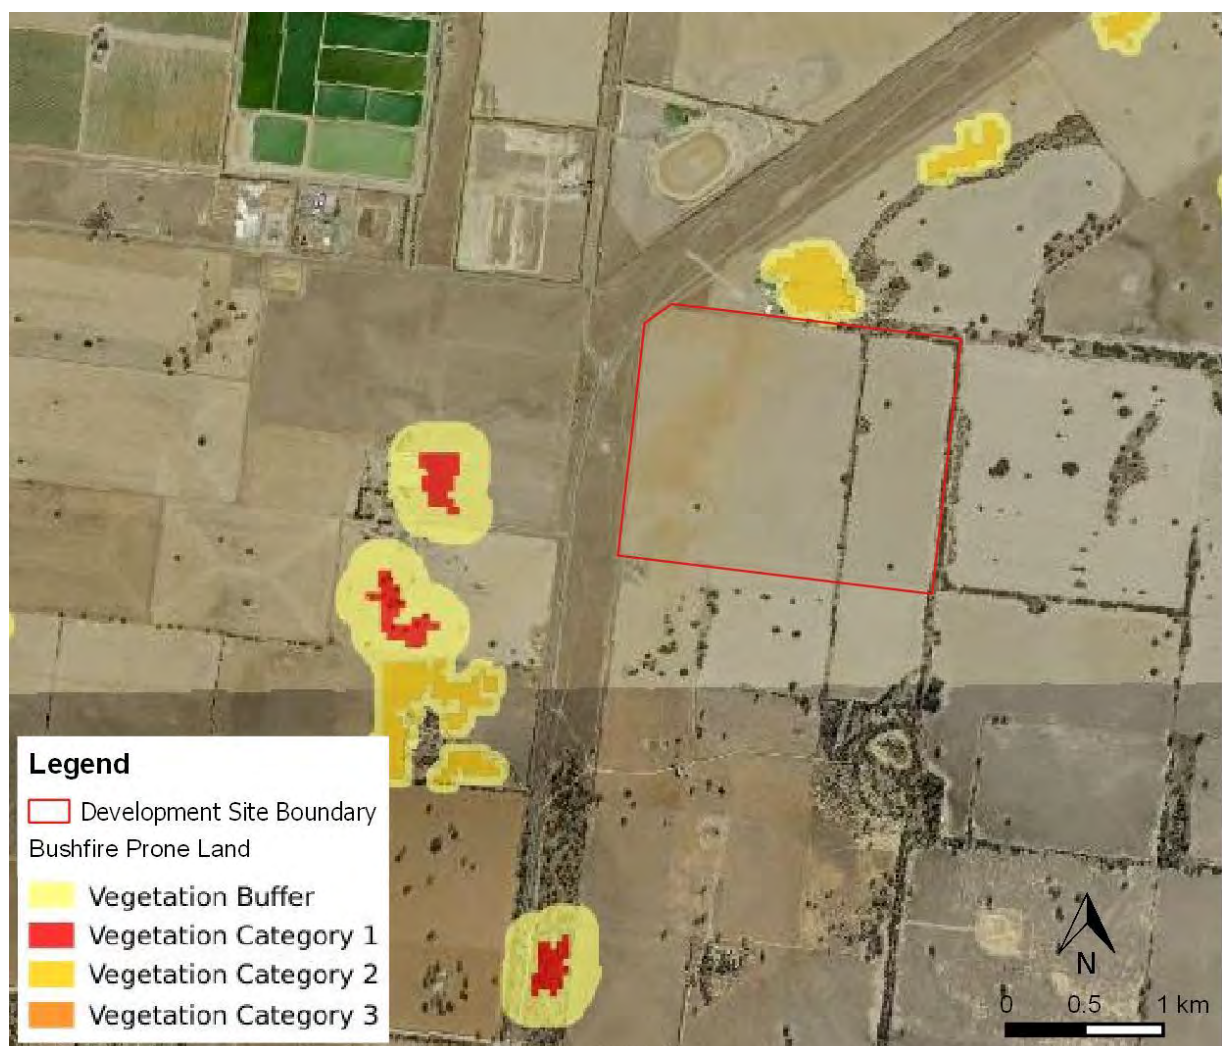 Legend
Development Site Boundary
Bushfire Prone Land
Vegetation Buffer
Vegetation Category 1
Vegetation Category 2
Vegetation Category 3
N
0 0.5 1 km